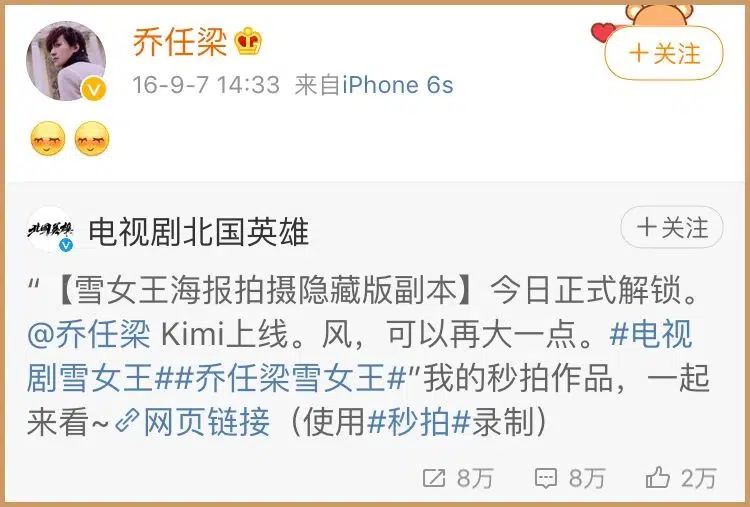 乔任梁
+关注
16-9-7 14:33 来自iPhone 6s
北国英雄
电视剧北国英雄
+关注
“【雪女王海报拍摄隐藏版副本】今日正式解锁。
@乔任梁 Kimi上线。风，可以再大一点。#电视
剧雪女王##乔任梁雪女王#”我的秒拍作品，一起
来看~网页链接（使用#秒拍#录制）
8万 8万 2万